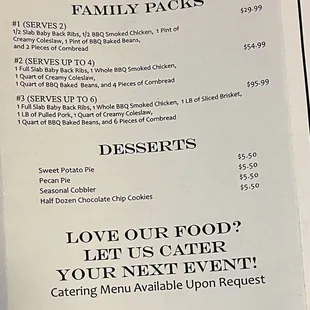 FAMILY PACKS
#1 (SERVES 2) $29.99
1/2 Slab Baby Back Ribs, 1/2 BBQ Smoked Chicken, 1 Pint of
Creamy Coleslaw, 1 Pint of BBQ Baked Beans,
and 2 Pieces of Cornbread
#2 (SERVES UP TO 4) $54.99
1 Full Slab Baby Back Ribs, 1 Whole BBQ Smoked Chicken,
1 Quart of Creamy Coleslaw,
1 Quart of BBQ Baked Beans, and 4 Pieces of Cornbread
#3 (SERVES UP TO 6) $95.99
1 Full Slab Baby Back Ribs, 1 Whole BBQ Smoked Chicken, 1 LB of Sliced Brisket,
1 LB of Pulled Pork, 1 Quart of Creamy Coleslaw,
1 Quart of BBQ Baked Beans, and 6 Pieces of Cornbread
DESSERTS
Sweet Potato Pie $5.50
Pecan Pie $5.50
Seasonal Cobbler $5.50
Half Dozen Chocolate Chip Cookies $5.50
LOVE OUR FOOD?
LET US CATER
YOUR NEXT EVENT!
Catering Menu Available Upon Request